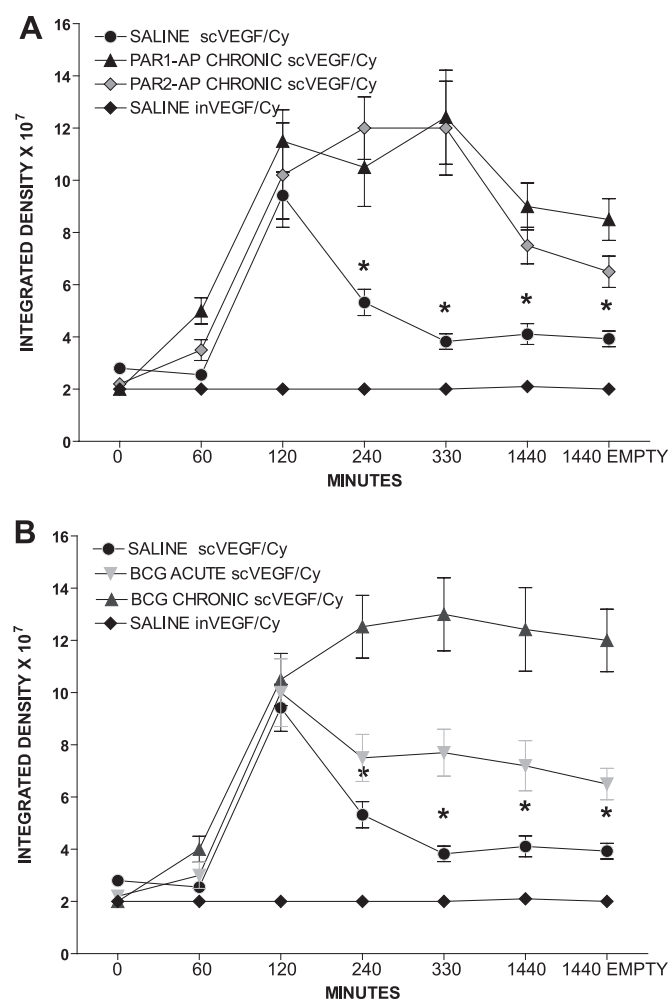 A
16
SALINE scVEGF/Cy
PAR1-AP CHRONIC scVEGF/Cy
14
PAR2-AP CHRONIC scVEGF/Cy
SALINE inVEGF/Cy
12
10
8
6
4
2
0
INTEGRATED DENSITY X 10⁷
*
*
*
*
0 60 120 240 330 1440 1440 EMPTY
MINUTES
B
16
SALINE scVEGF/Cy
BCG ACUTE scVEGF/Cy
14
BCG CHRONIC scVEGF/Cy
SALINE inVEGF/Cy
12
10
8
6
4
2
0
INTEGRATED DENSITY X 10⁷
*
*
*
*
0 60 120 240 330 1440 1440 EMPTY
MINUTES